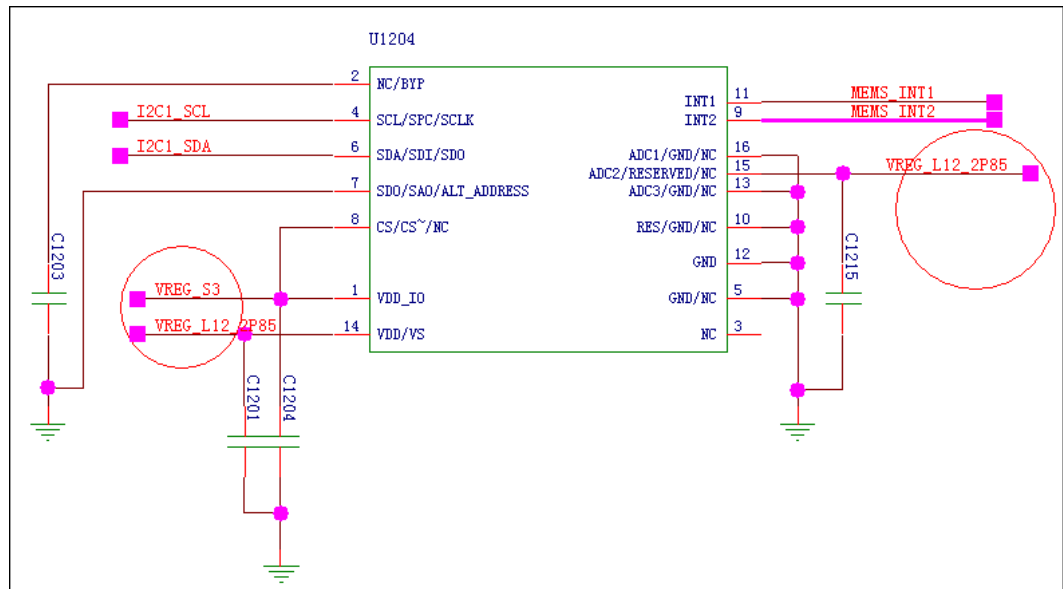 U1204
2 NC/BYP
I2C1_SCL 4 SCL/SPC/SCLK
I2C1_SDA 6 SDA/SDI/SDO
7 SDO/SAO/ALT_ADDRESS
8 CS/CS~/NC
VREG_S3 1 VDD_IO
VREG_L12_2P85 14 VDD/VS
C1203
C1201
C1204
INT1 11 MEMS_INT1
INT2 9 MEMS_INT2
ADC1/GND/NC 16
ADC2/RESERVED/NC 15 VREG_L12_2P85
ADC3/GND/NC 13
RES/GND/NC 10
GND 12
GND/NC 5
NC 3
C1215